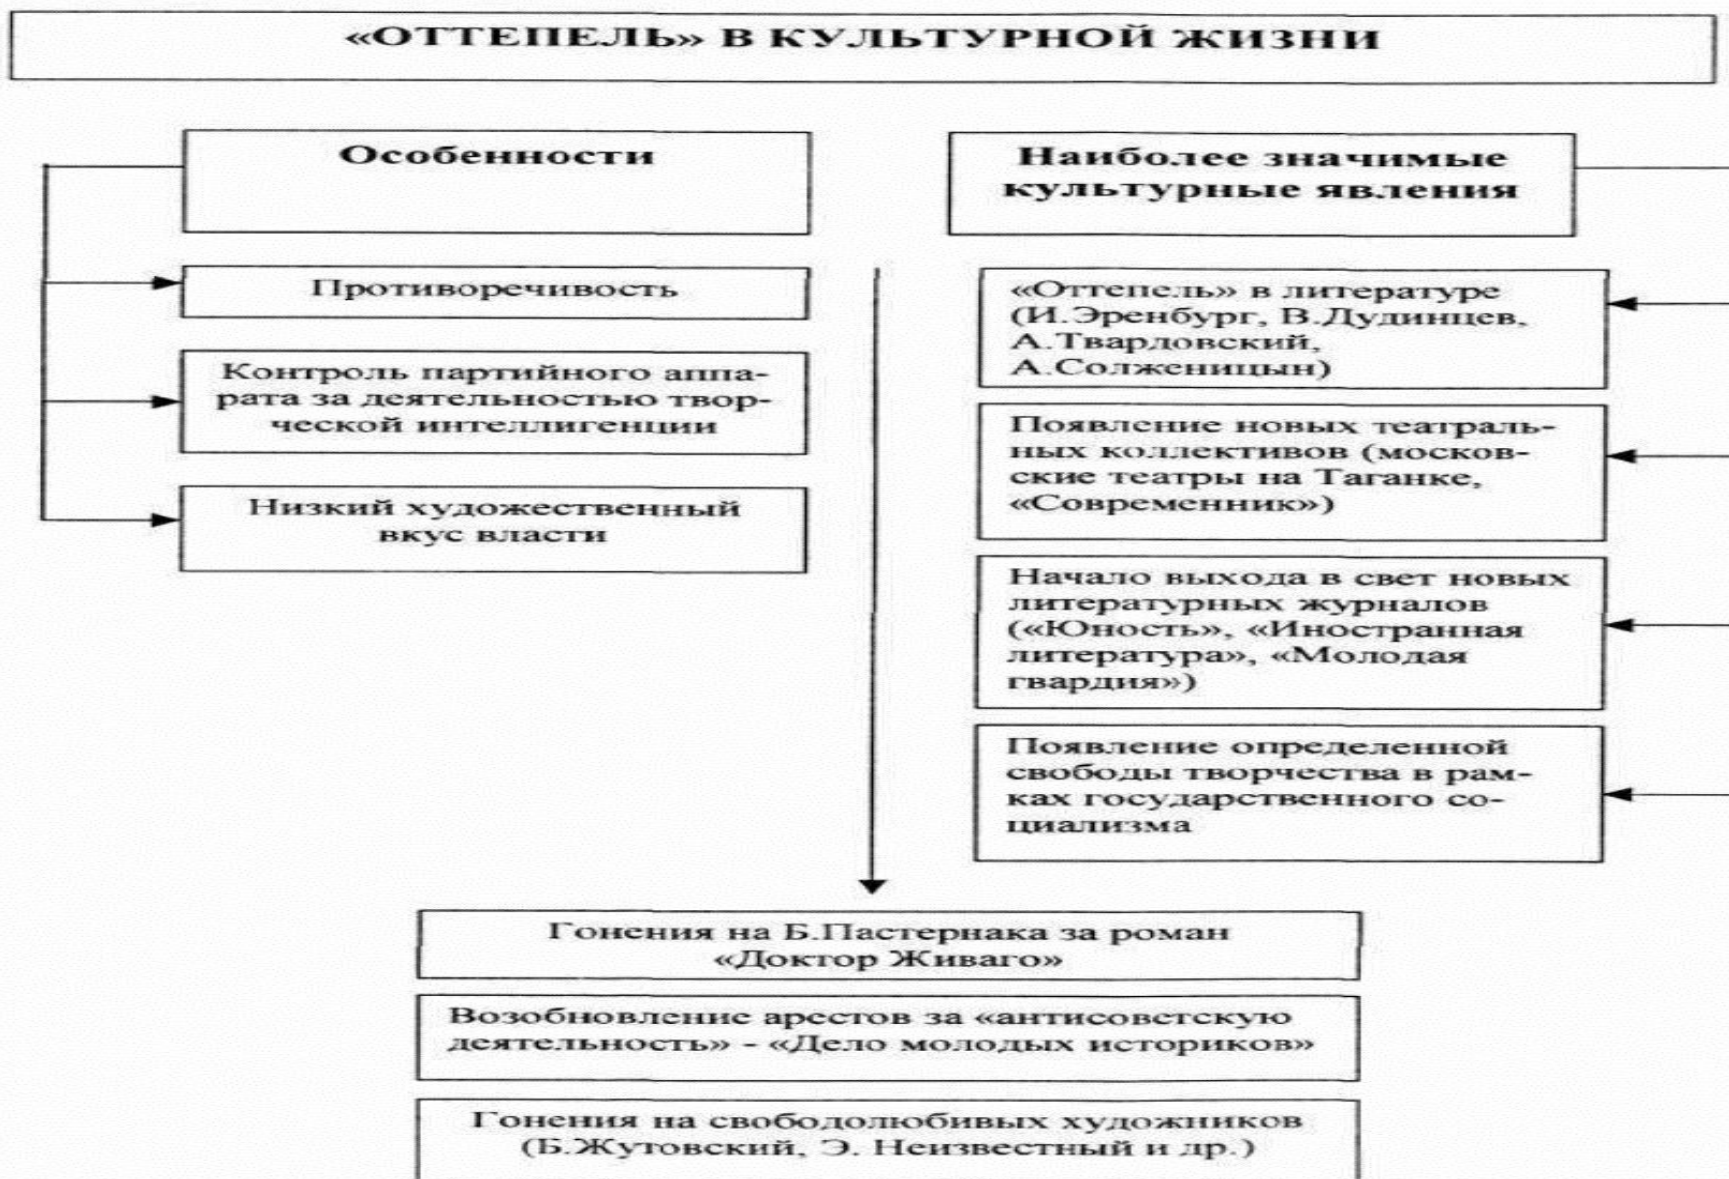 «ОТТЕПЕЛЬ» В КУЛЬТУРНОЙ ЖИЗНИ
Особенности
Противоречивость
Контроль партийного аппа-
рата за деятельностью твор-
ческой интеллигенции
Низкий художественный
вкус власти
Наиболее значимые
культурные явления
«Оттепель» в литературе
(И.Эренбург, В.Дудинцев,
А.Твардовский,
А.Солженицын)
Появление новых театраль-
ных коллективов (москов-
ские театры на Таганке,
«Современник»)
Начало выхода в свет новых
литературных журналов
(«Юность», «Иностранная
литература», «Молодая
гвардия»)
Появление определенной
свободы творчества в рам-
ках государственного со-
циализма
Гонения на Б.Пастернака за роман
«Доктор Живаго»
Возобновление арестов за «антисоветскую
деятельность» - «Дело молодых историков»
Гонения на свободолюбивых художников
(Б.Жутовский, Э. Неизвестный и др.)